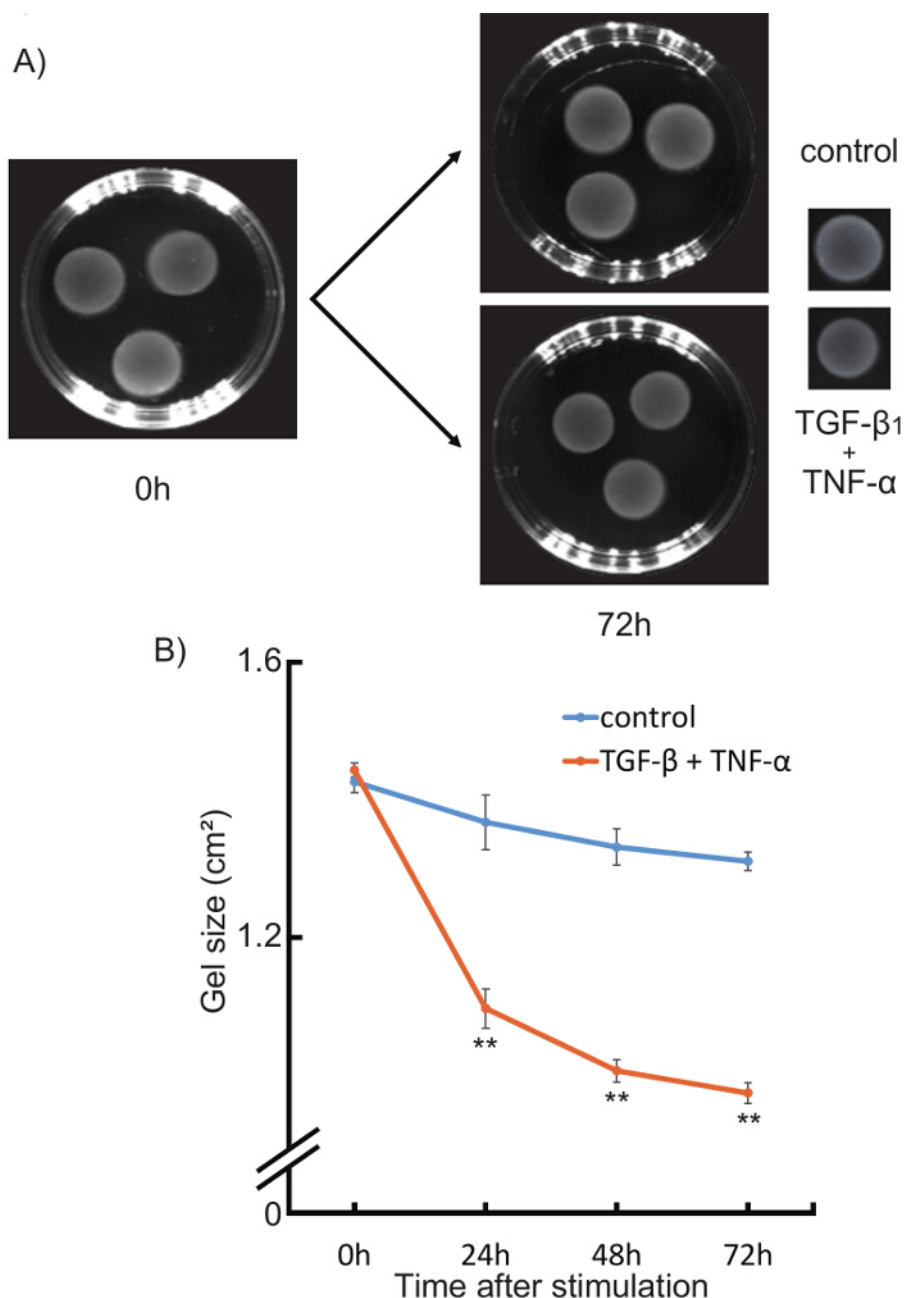 A)
control
0h
TGF-β1
+
TNF-α
72h
B)
1.6
control
TGF-β + TNF-α
Gel size (cm²)
1.2
**
**
**
0
0h 24h 48h 72h
Time after stimulation